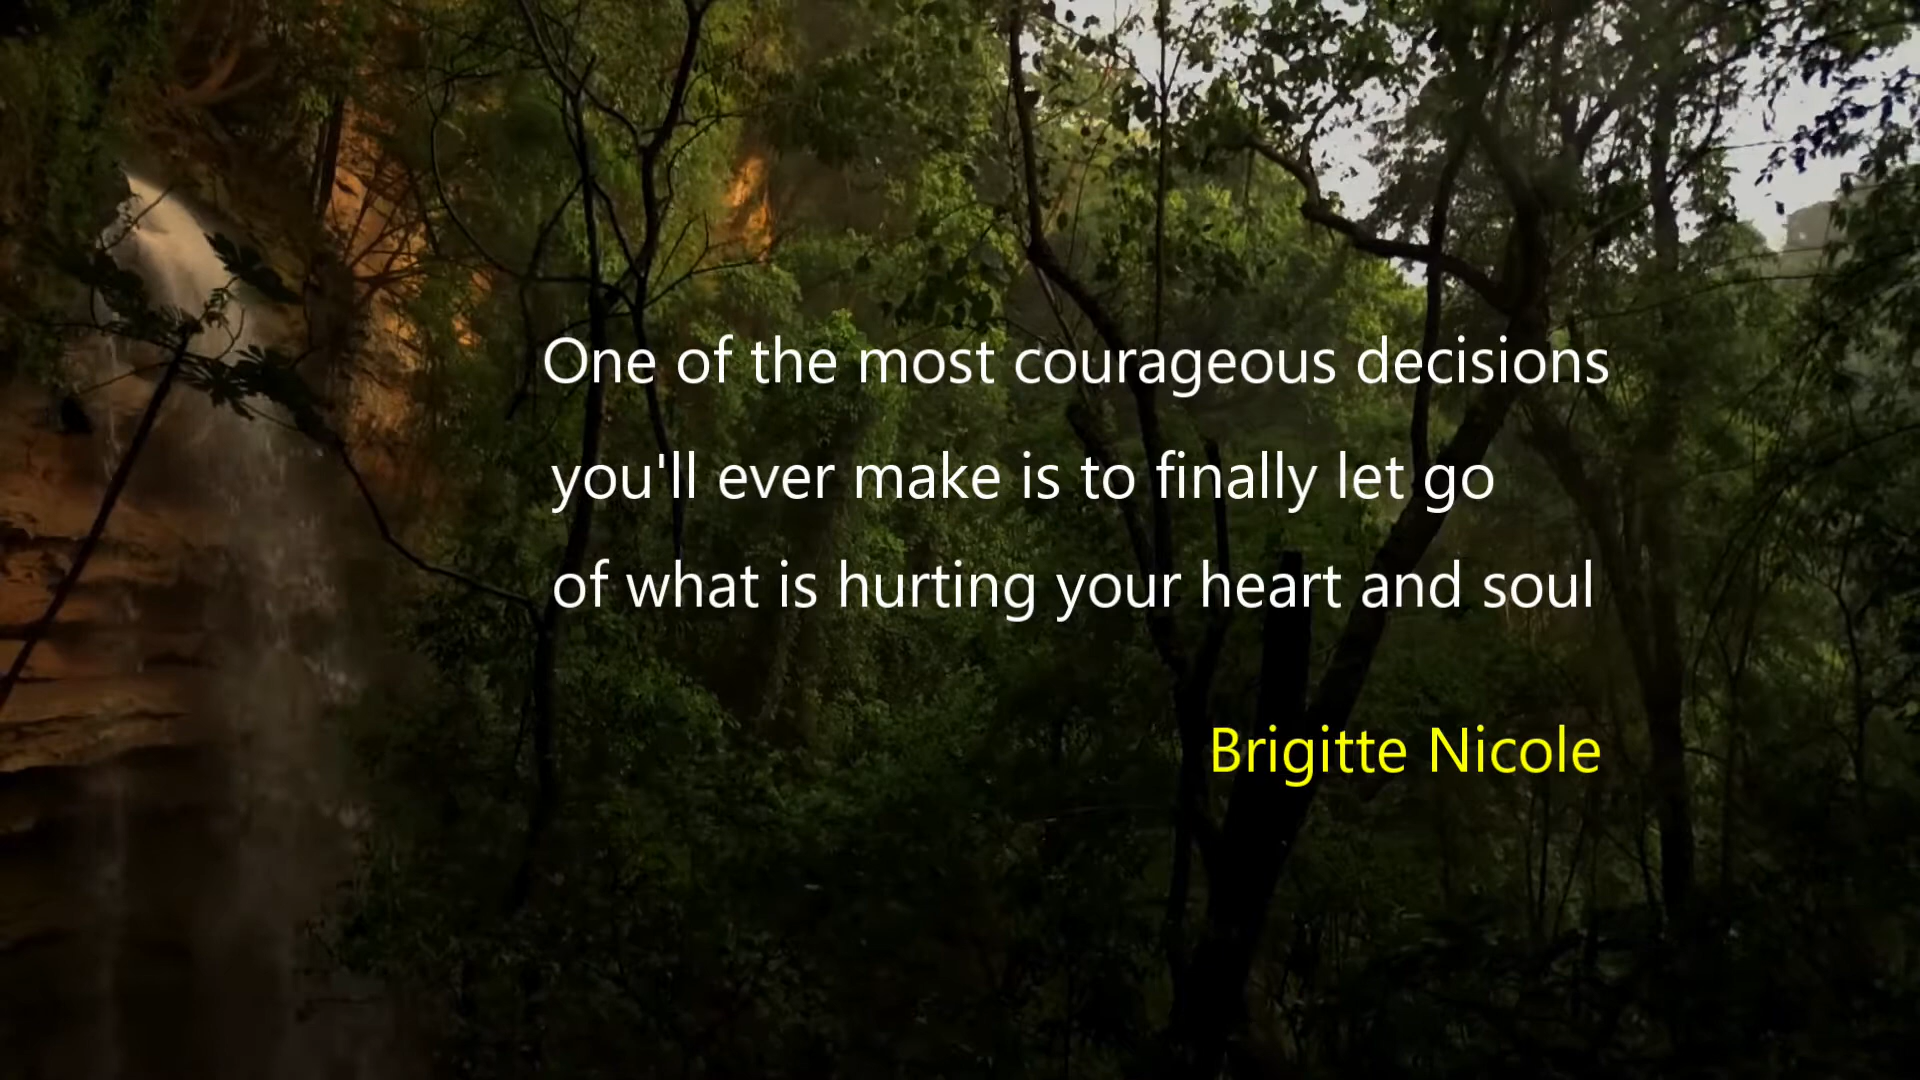 One of the most courageous decisions
you'll ever make is to finally let go
of what is hurting your heart and soul
Brigitte Nicole